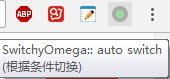 ABP
SwitchyOmega:: auto switch
(根据条件切换)